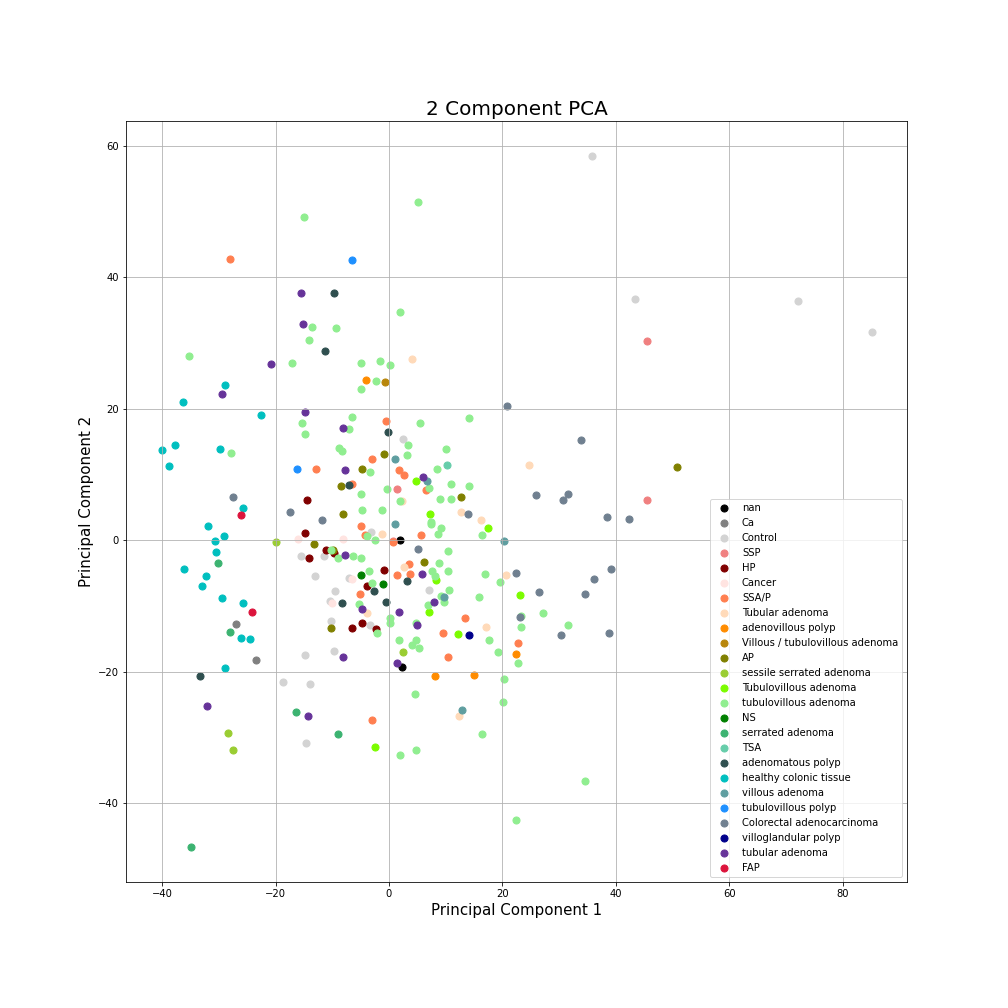 2 Component PCA
Principal Component 2
60
40
20
0
−20
−40
−40
−20
0
20
40
60
80
Principal Component 1
nan
Ca
Control
SSP
HP
Cancer
SSA/P
Tubular adenoma
adenovillous polyp
Villous / tubulovillous adenoma
AP
sessile serrated adenoma
Tubulovillous adenoma
tubulovillous adenoma
NS
serrated adenoma
TSA
adenomatous polyp
healthy colonic tissue
villous adenoma
tubulovillous polyp
Colorectal adenocarcinoma
villoglandular polyp
tubular adenoma
FAP